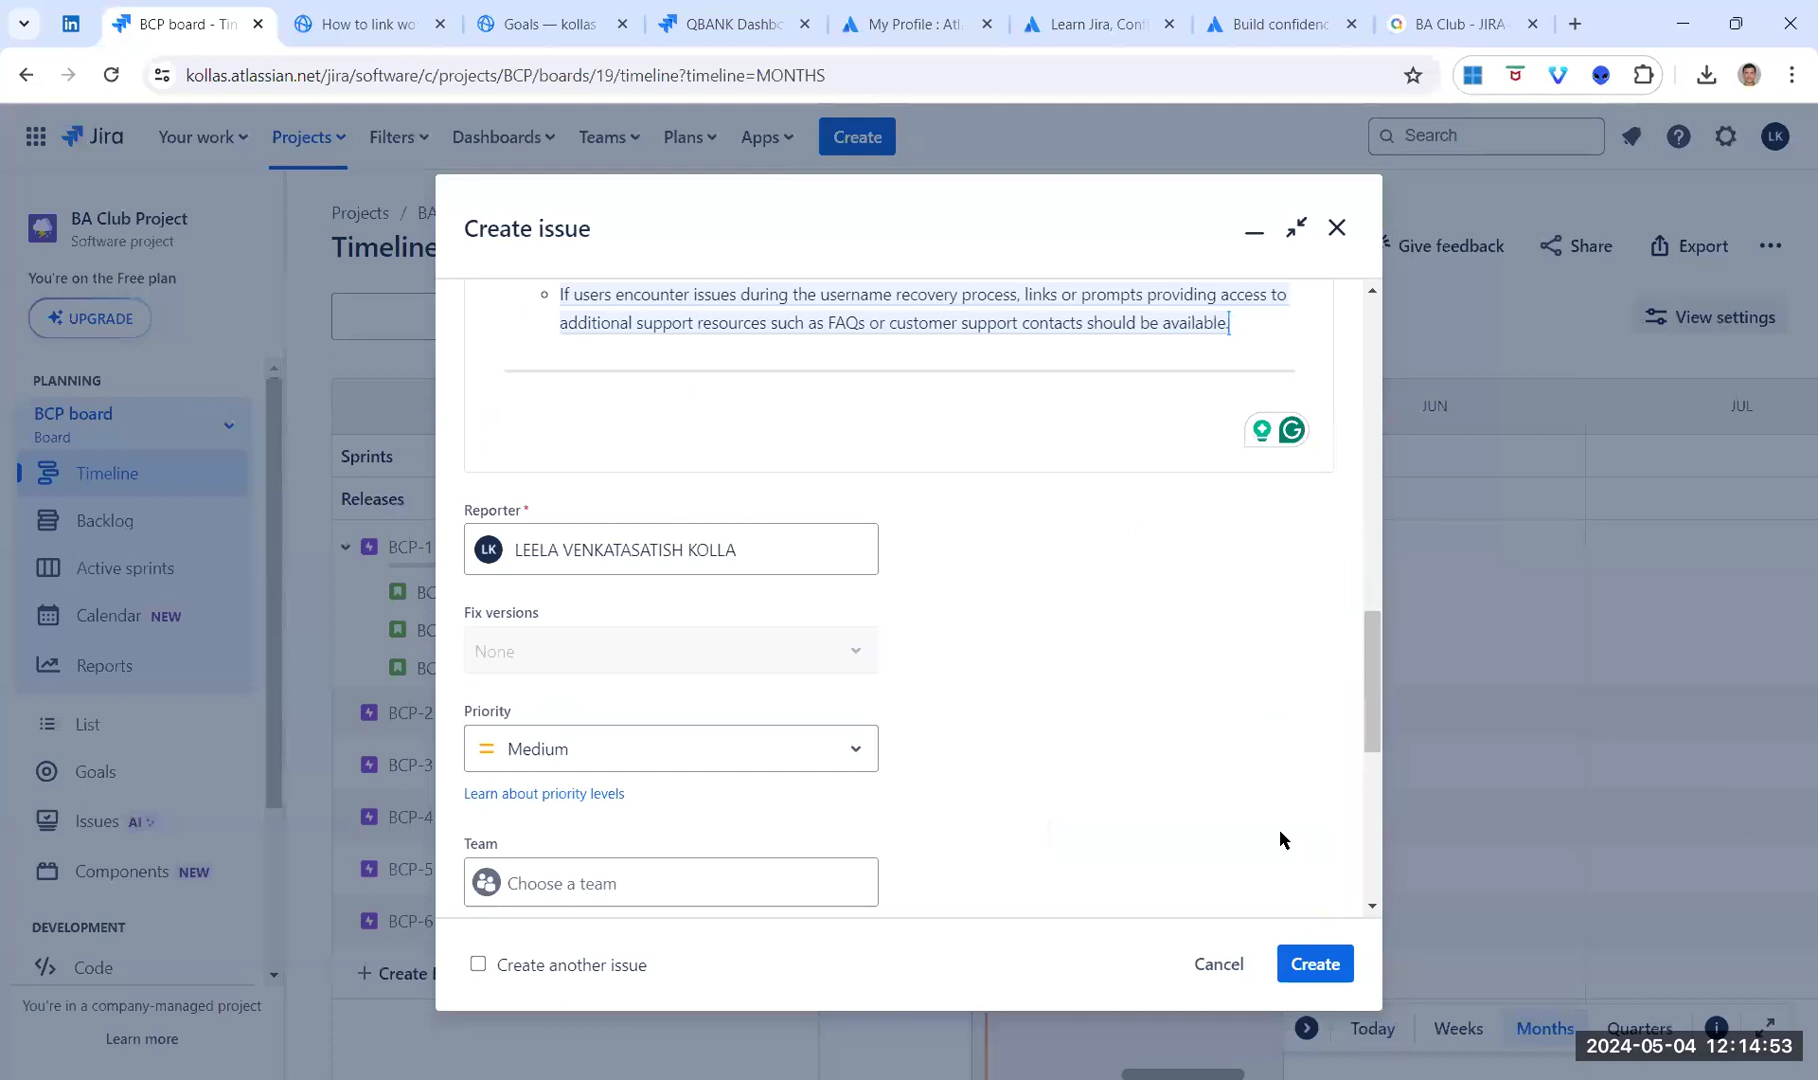 BCP board - Tin
How to link wo
Goals — kollas
QBANK Dashbo
My Profile : Atl
Learn Jira, Conf
Build confidenc
BA Club - JIRA
kollas.atlassian.net/jira/software/c/projects/BCP/boards/19/timeline?timeline=MONTHS
Jira
Your work
Projects
Filters
Dashboards
Teams
Plans
Apps
Create
Search
LK
BA Club Project
Software project
You're on the Free plan
UPGRADE
Projects / BA
Timeline
Give feedback
Share
Export
View settings
PLANNING
BCP board
Board
Timeline
Backlog
Active sprints
Calendar NEW
Reports
List
Goals
Issues AI
Components NEW
DEVELOPMENT
Code
You're in a company-managed project
Learn more
Sprints
Releases
BCP-1
BC
BC
BC
BCP-2
BCP-3
BCP-4
BCP-5
BCP-6
+ Create E
JUN
JUL
Create issue
If users encounter issues during the username recovery process, links or prompts providing access to
additional support resources such as FAQs or customer support contacts should be available.
Reporter *
LK LEELA VENKATASATISH KOLLA
Fix versions
None
Priority
Medium
Learn about priority levels
Team
Choose a team
Create another issue
Cancel
Create
Today
Weeks
Months
Quarters
2024-05-04 12:14:53